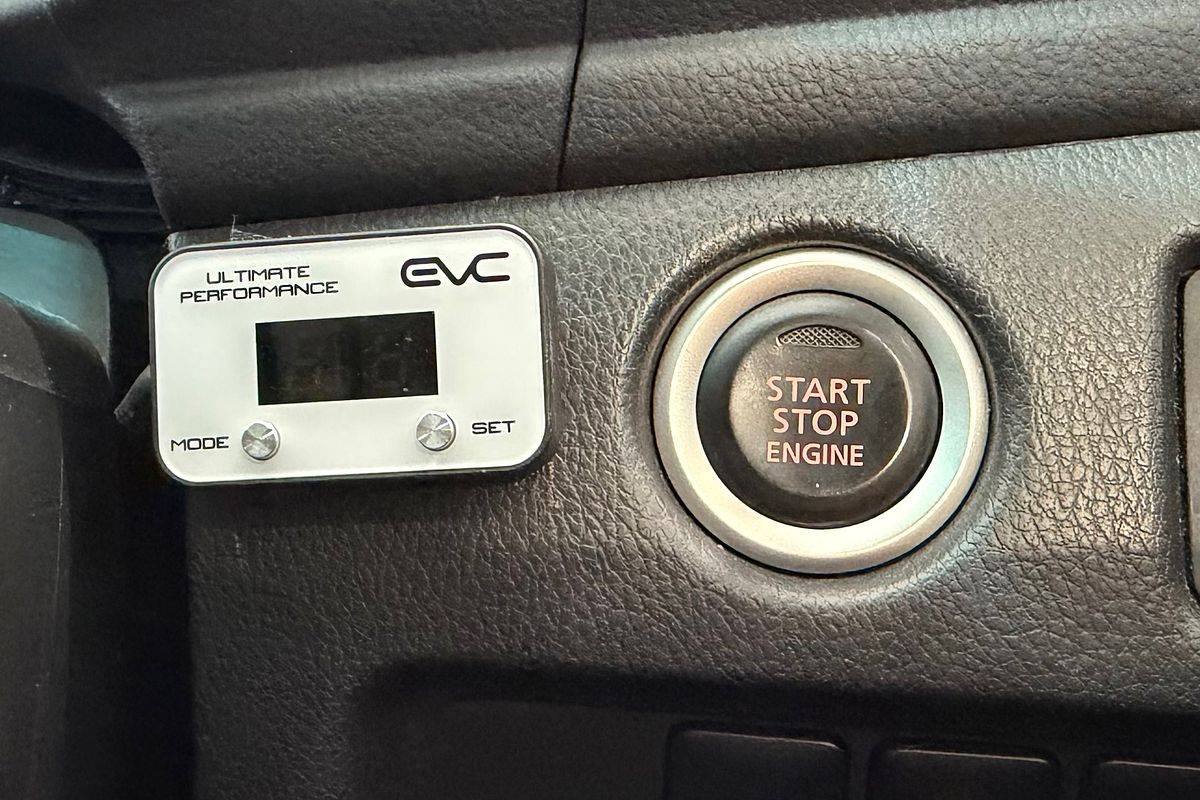 ULTIMATE
PERFORMANCE
EVC
MODE
SET
START
STOP
ENGINE